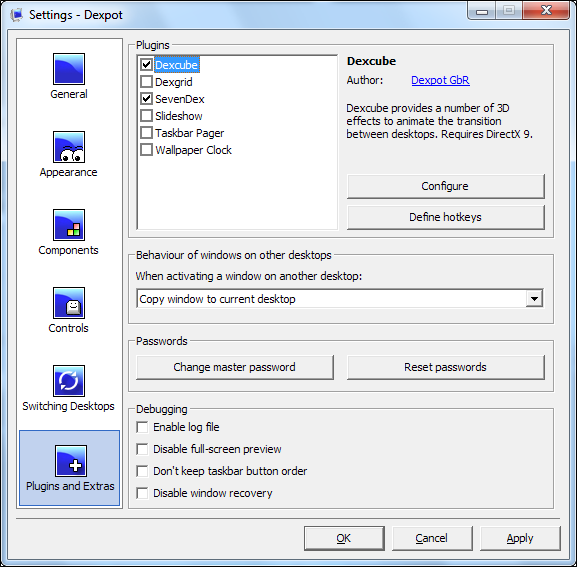 Settings - Dexpot
General
Appearance
Components
Controls
Switching Desktops
Plugins and Extras
Plugins
Dexcube
Dexgrid
SevenDex
Slideshow
Taskbar Pager
Wallpaper Clock
Dexcube
Author: Dexpot GbR
Dexcube provides a number of 3D
effects to animate the transition
between desktops. Requires DirectX 9.
Configure
Define hotkeys
Behaviour of windows on other desktops
When activating a window on another desktop:
Copy window to current desktop
Passwords
Change master password
Reset passwords
Debugging
Enable log file
Disable full-screen preview
Don't keep taskbar button order
Disable window recovery
OK
Cancel
Apply